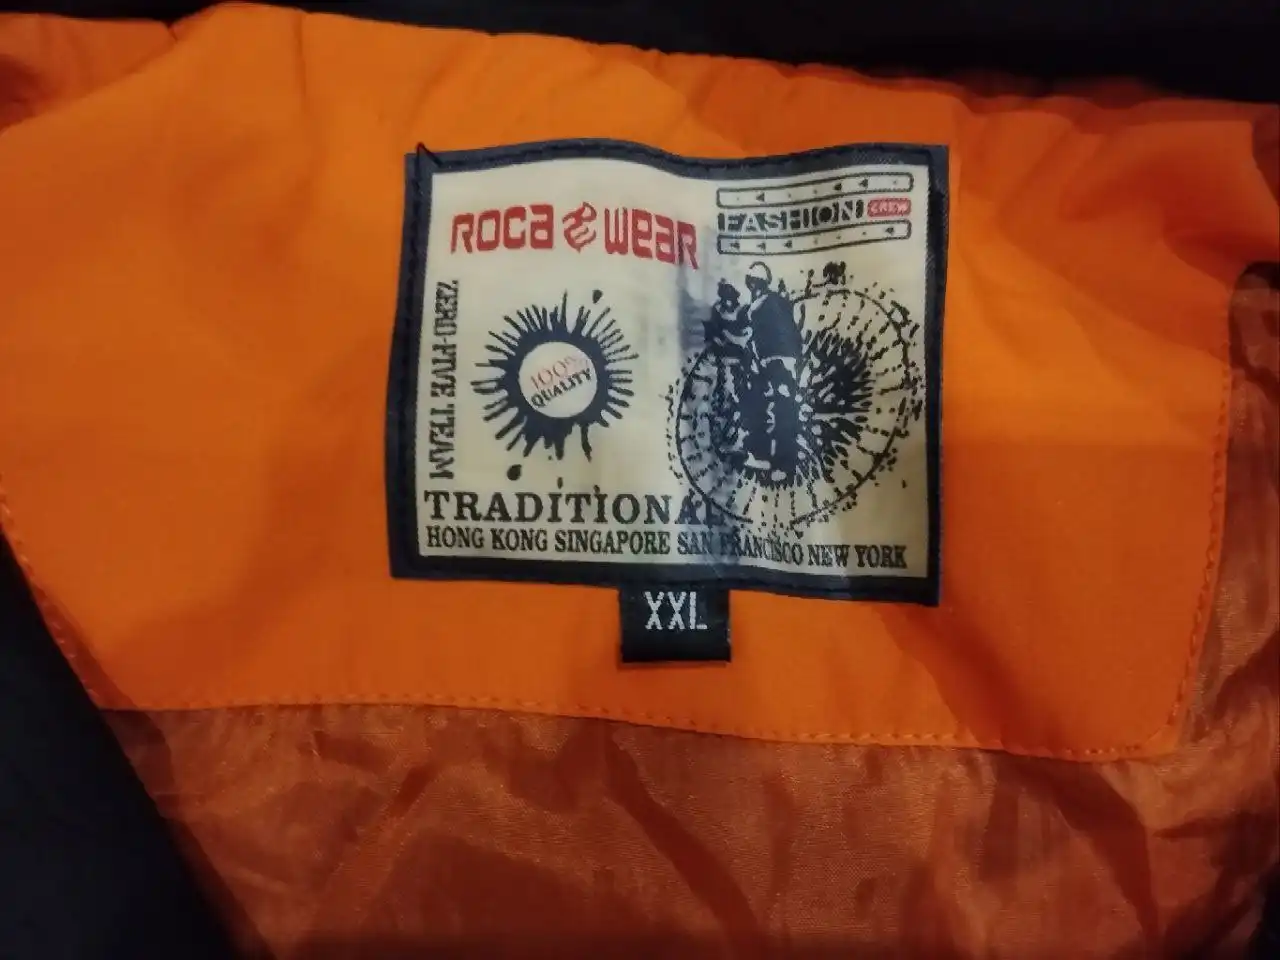 ROCA WEAR
FASHION CREW
ZERO-FIVE TEAM
100%
QUALITY
TRADITIONAL
HONG KONG SINGAPORE SAN FRANCISCO NEW YORK
XXL